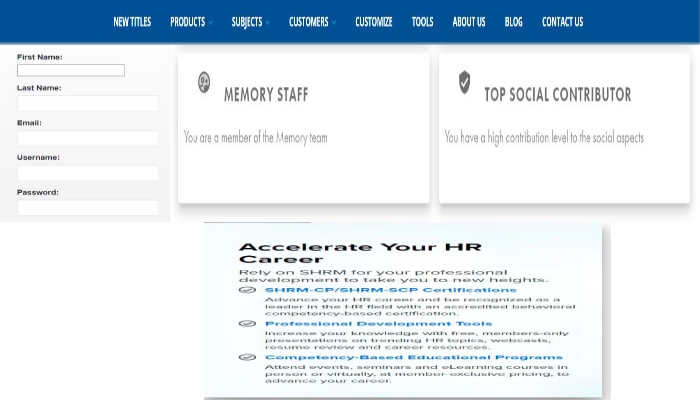 NEW TITLES PRODUCTS SUBJECTS CUSTOMERS CUSTOMIZE TOOLS ABOUT US BLOG CONTACT US
First Name:
Last Name:
Email:
Username:
Password:
MEMORY STAFF
You are a member of the Memory team
TOP SOCIAL CONTRIBUTOR
You have a high contribution level to the social aspects
Accelerate Your HR
Career
Rely on SHRM for your professional
development to take you to new heights.
SHRM-CP/SHRM-SCP Certifications
Advance your HR career and be recognized as a
leader in the HR field with an accredited behavioral
competency-based certification.
Professional Development Tools
Increase your knowledge with free, members-only
presentations on trending HR topics, webcasts,
resume review and career resources.
Competency-Based Educational Programs
Attend events, seminars and eLearning courses in
person or virtually, at member-exclusive pricing, to
advance your career.